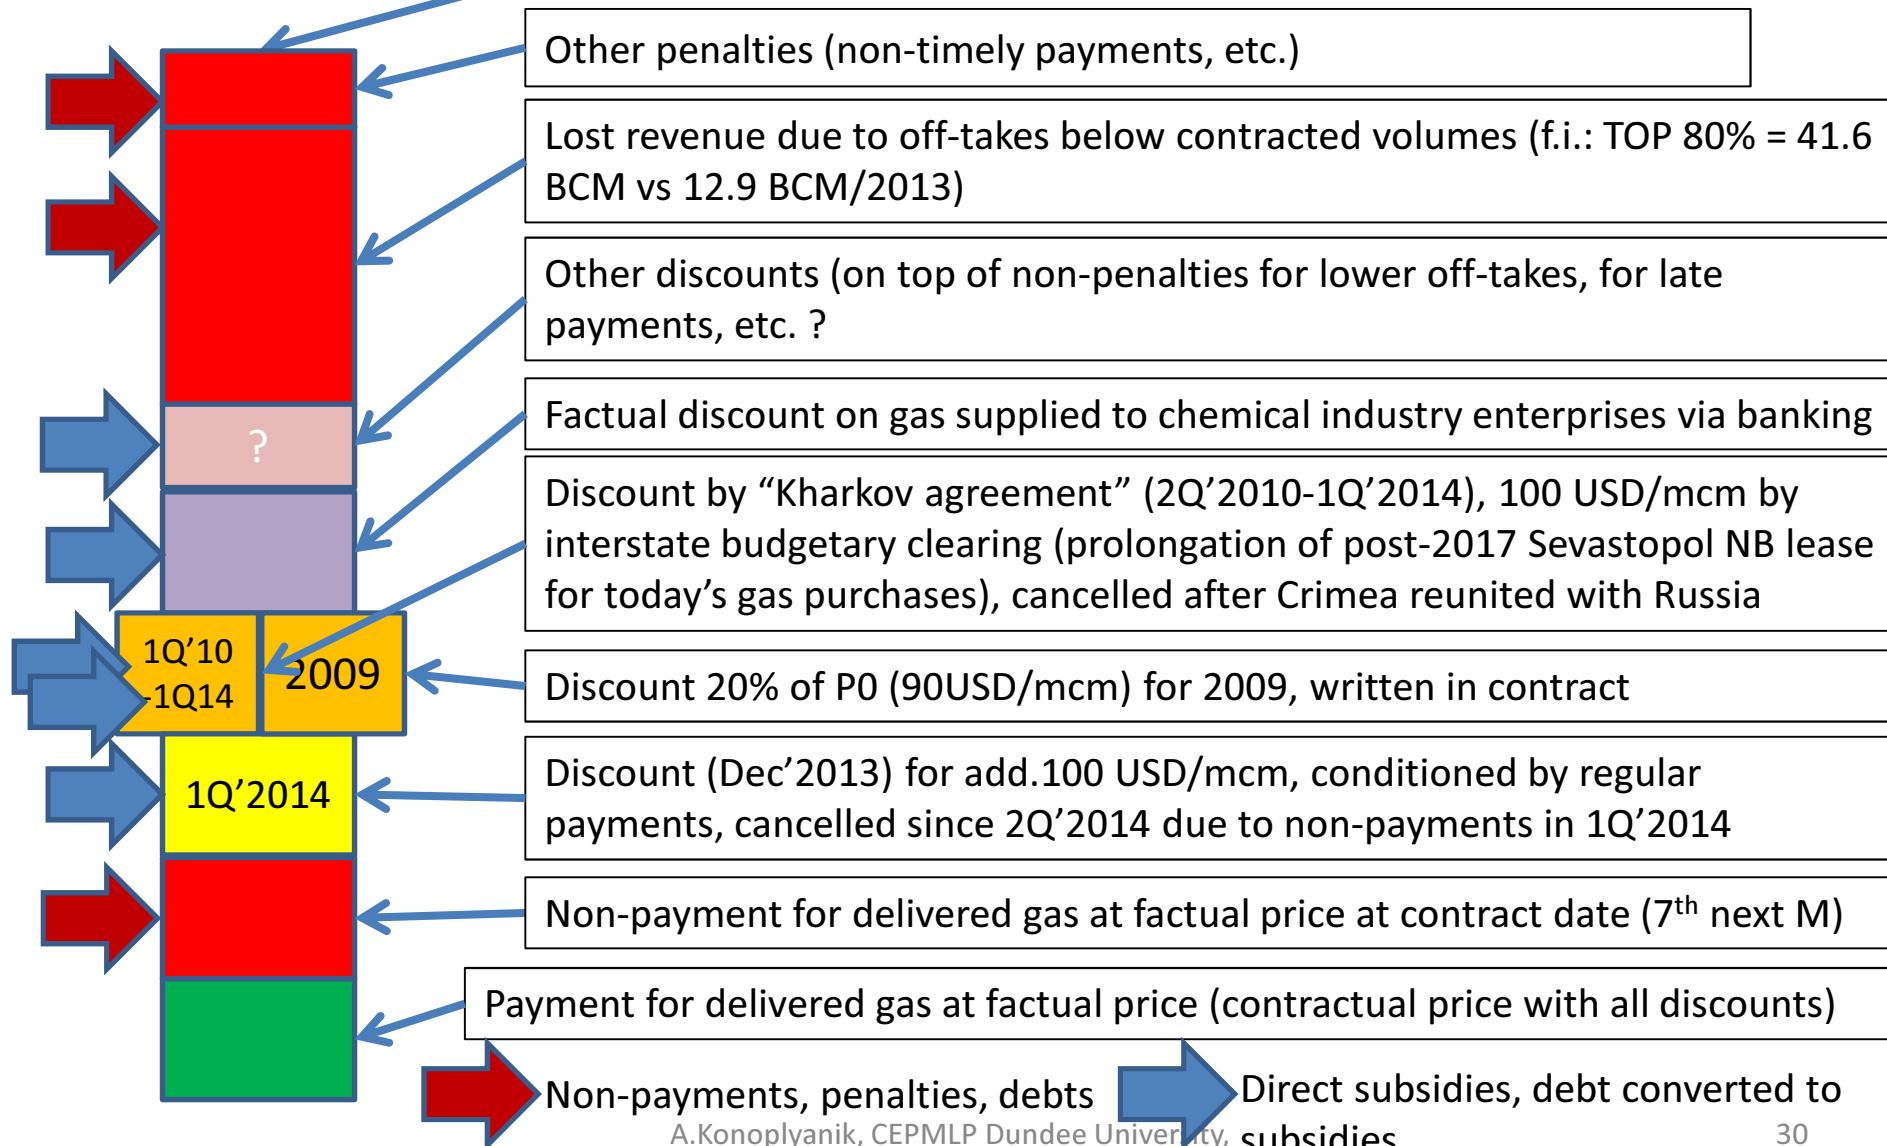 Other penalties (non-timely payments, etc.)
Lost revenue due to off-takes below contracted volumes (f.i.: TOP 80% = 41.6
BCM vs 12.9 BCM/2013)
Other discounts (on top of non-penalties for lower off-takes, for late
payments, etc. ?
?
Factual discount on gas supplied to chemical industry enterprises via banking
Discount by “Kharkov agreement” (2Q’2010-1Q’2014), 100 USD/mcm by
interstate budgetary clearing (prolongation of post-2017 Sevastopol NB lease
for today’s gas purchases), cancelled after Crimea reunited with Russia
1Q’10
-1Q14
2009
Discount 20% of P0 (90USD/mcm) for 2009, written in contract
1Q’2014
Discount (Dec’2013) for add.100 USD/mcm, conditioned by regular
payments, cancelled since 2Q’2014 due to non-payments in 1Q’2014
Non-payment for delivered gas at factual price at contract date (7th next M)
Payment for delivered gas at factual price (contractual price with all discounts)
Non-payments, penalties, debts
Direct subsidies, debt converted to
subsidies
A.Konoplyanik, CEPMLP Dundee University,
30